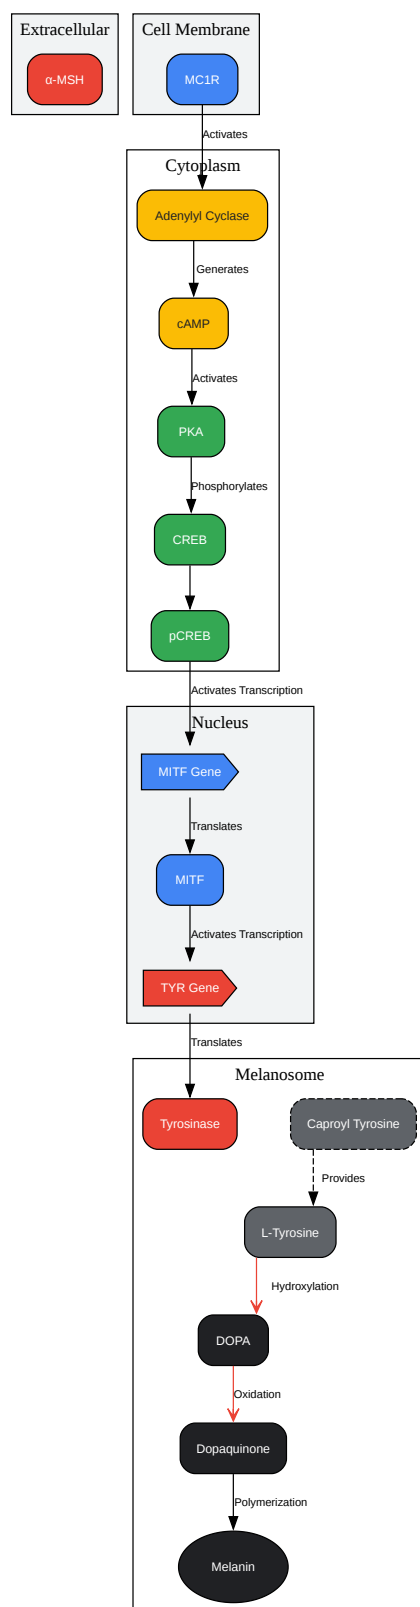 Extracellular
Cell Membrane
α-MSH
MC1R
Activates
Cytoplasm
Adenylyl Cyclase
Generates
cAMP
Activates
PKA
Phosphorylates
CREB
pCREB
Activates Transcription
Nucleus
MITF Gene
Translates
MITF
Activates Transcription
TYR Gene
Translates
Melanosome
Tyrosinase
Caproyl Tyrosine
Provides
L-Tyrosine
Hydroxylation
DOPA
Oxidation
Dopaquinone
Polymerization
Melanin